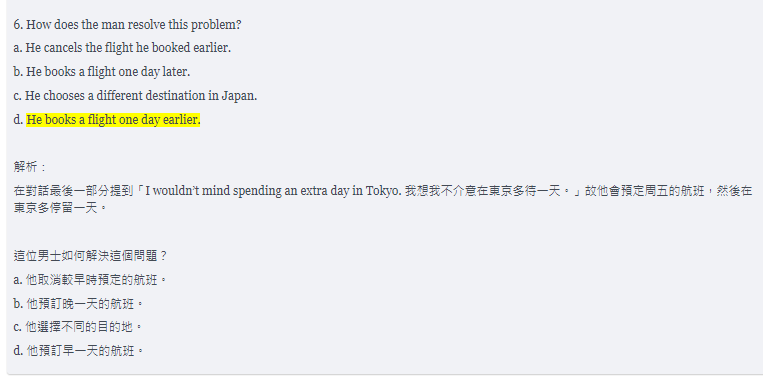 6. How does the man resolve this problem?
a. He cancels the flight he booked earlier.
b. He books a flight one day later.
c. He chooses a different destination in Japan.
d. He books a flight one day earlier.
解析：
在對話最後一部分提到「I wouldn't mind spending an extra day in Tokyo. 我想我不介意在東京多待一天。」故他會預定周五的航班，然後在
東京多停留一天。
這位男士如何解決這個問題？
a. 他取消較早時預定的航班。
b. 他預訂晚一天的航班。
c. 他選擇不同的目的地。
d. 他預訂早一天的航班。